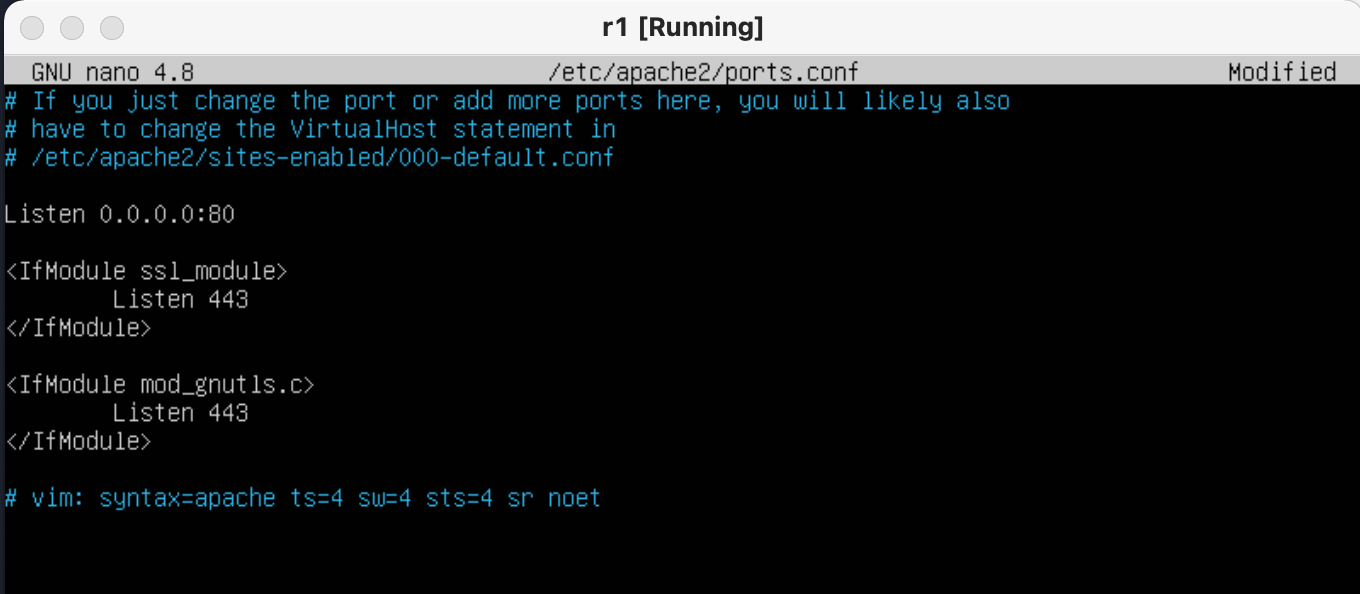 r1 [Running]
GNU nano 4.8 /etc/apache2/ports.conf Modified
# If you just change the port or add more ports here, you will likely also
# have to change the VirtualHost statement in
# /etc/apache2/sites-enabled/000-default.conf
Listen 0.0.0.0:80
<IfModule ssl_module>
Listen 443
</IfModule>
<IfModule mod_gnutls.c>
Listen 443
</IfModule>
# vim: syntax=apache ts=4 sw=4 sts=4 sr noet